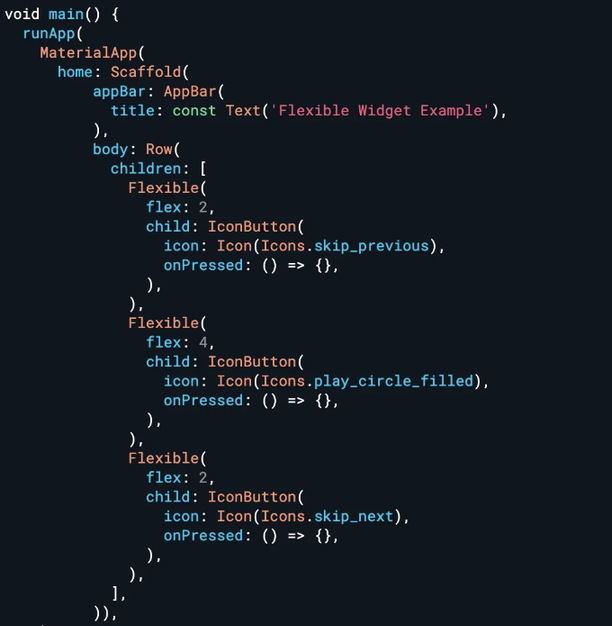 void main() {
  runApp(
    MaterialApp(
      home: Scaffold(
          appBar: AppBar(
            title: const Text('Flexible Widget Example'),
          ),
          body: Row(
            children: [
              Flexible(
                flex: 2,
                child: IconButton(
                  icon: Icon(Icons.skip_previous),
                  onPressed: () => {},
                ),
              ),
              Flexible(
                flex: 4,
                child: IconButton(
                  icon: Icon(Icons.play_circle_filled),
                  onPressed: () => {},
                ),
              ),
              Flexible(
                flex: 2,
                child: IconButton(
                  icon: Icon(Icons.skip_next),
                  onPressed: () => {},
                ),
              ),
            ],
          )),